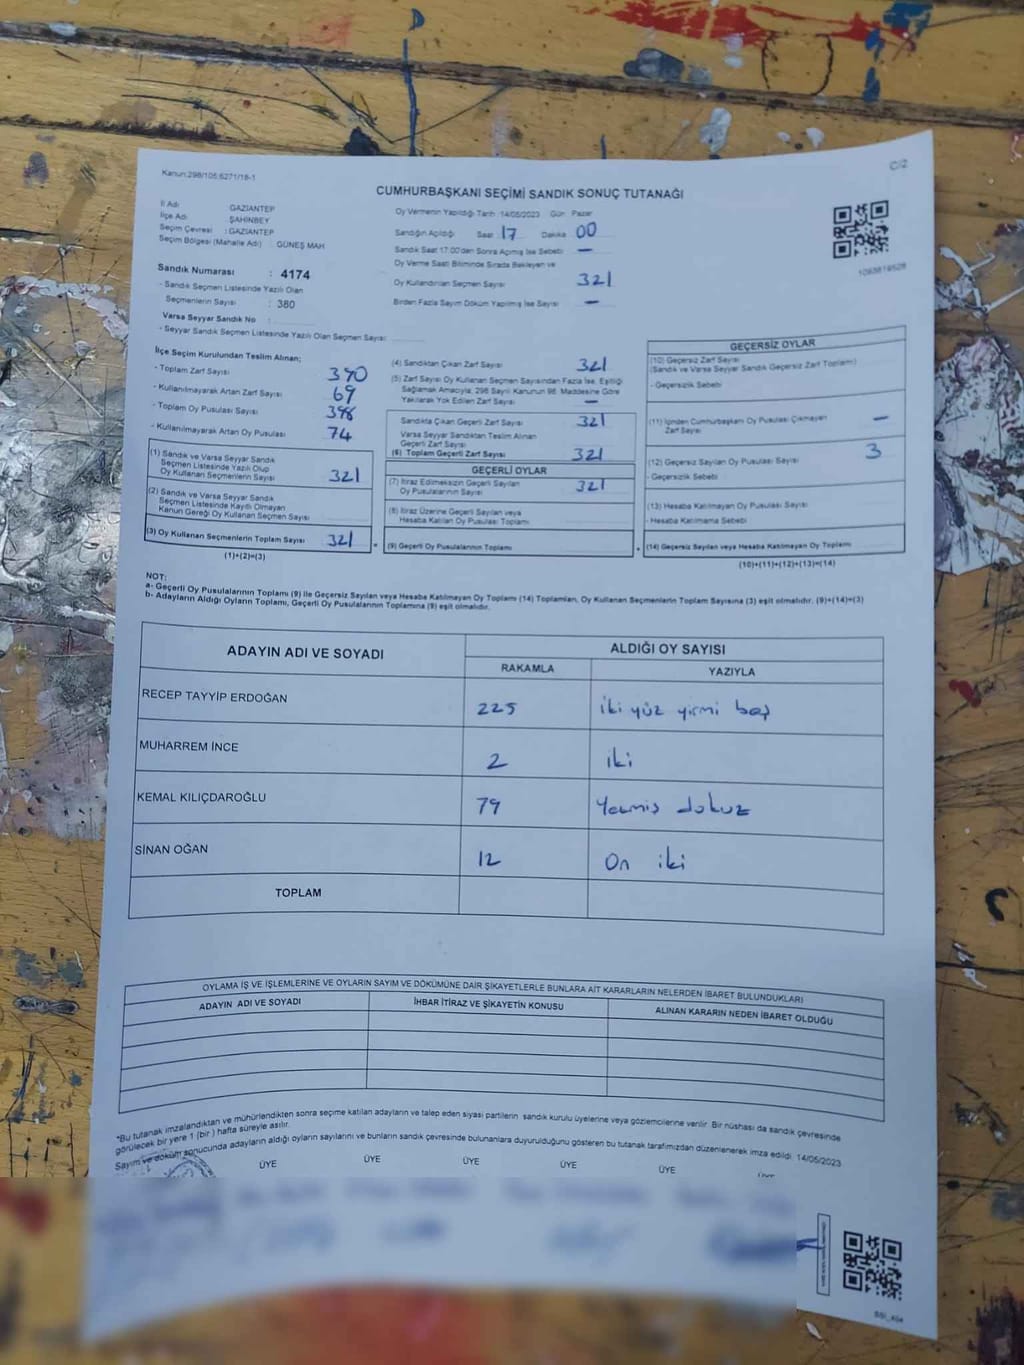 Kanun:298/105;6271/18-1
C/2
CUMHURBAŞKANI SEÇİMİ SANDIK SONUÇ TUTANAĞI
İl Adı : GAZİANTEP
İlçe Adı : ŞAHİNBEY
Seçim Çevresi : GAZİANTEP
Seçim Bölgesi (Mahalle Adı) : GÜNEŞ MAH
Sandık Numarası : 4174
- Sandık Seçmen Listesinde Yazılı Olan
Seçmenlerin Sayısı : 380
Varsa Seyyar Sandık No :
- Seyyar Sandık Seçmen Listesinde Yazılı Olan Seçmen Sayısı:
Oy Vermenin Yapıldığı Tarih :14/05/2023 Gün: Pazar
Sandığın Açıldığı Saat 17 Dakika 00
Sandık Saat 17:00'den Sonra Açılmış İse Sebebi –
Oy Verme Saati Bitiminde Sırada Bekleyen ve
Oy Kullandırılan Seçmen Sayısı 321
Birden Fazla Sayım Döküm Yapılmış İse Sayısı –
İlçe Seçim Kurulundan Teslim Alınan;
- Toplam Zarf Sayısı 390
- Kullanılmayarak Artan Zarf Sayısı 69
- Toplam Oy Pusulası Sayısı
- Kullanılmayarak Artan Oy Pusulası 74
(1) Sandık ve Varsa Seyyar Sandık
Seçmen Listesinde Yazılı Olup
Oy Kullanan Seçmenlerin Sayısı 321
(2) Sandık ve Varsa Seyyar Sandık
Seçmen Listesinde Kayıtlı Olmayan
Kanun Gereği Oy Kullanan Seçmen Sayısı
(3) Oy Kullanan Seçmenlerin Toplam Sayısı 321
(1)+(2)=(3)
(4) Sandıktan Çıkan Zarf Sayısı 321
(5) Zarf Sayısı Oy Kullanan Seçmen Sayısından Fazla İse, Eşitliği
Sağlamak Amacıyla, 298 Sayılı Kanunun 98. Maddesine Göre
Yakılarak Yok Edilen Zarf Sayısı –
Sandıkta Çıkan Geçerli Zarf Sayısı 321
Varsa Seyyar Sandıktan Teslim Alınan
Geçerli Zarf Sayısı
(6) Toplam Geçerli Zarf Sayısı 321
GEÇERLİ OYLAR
(7) İtiraz Edilmeksizin Geçerli Sayılan
Oy Pusulalarının Sayısı 321
(8) İtiraz Üzerine Geçerli Sayılan veya
Hesaba Katılan Oy Pusulası Toplamı
(9) Geçerli Oy Pusulalarının Toplamı
GEÇERSİZ OYLAR
(10) Geçersiz Zarf Sayısı
(Sandık ve Varsa Seyyar Sandık Geçersiz Zarf Toplamı)
- Geçersizlik Sebebi
(11) İçinden Cumhurbaşkanı Oy Pusulası Çıkmayan –
Zarf Sayısı
(12) Geçersiz Sayılan Oy Pusulası Sayısı 3
- Geçersizlik Sebebi
(13) Hesaba Katılmayan Oy Pusulası Sayısı
- Hesaba Katılmama Sebebi
(14) Geçersiz Sayılan veya Hesaba Katılmayan Oy Toplamı
(10)+(11)+(12)+(13)=(14)
NOT:
a- Geçerli Oy Pusulalarının Toplamı (9) ile Geçersiz Sayılan veya Hesaba Katılmayan Oy Toplamı (14) Toplamları, Oy Kullanan Seçmenlerin Toplam Sayısına (3) eşit olmalıdır. (9)+(14)=(3)
b- Adayların Aldığı Oyların Toplamı, Geçerli Oy Pusulalarının Toplamına (9) eşit olmalıdır.
ADAYIN ADI VE SOYADI ALDIĞI OY SAYISI
RAKAMLA YAZIYLA
RECEP TAYYİP ERDOĞAN 225 iki yüz yirmi beş
MUHARREM İNCE 2 iki
KEMAL KILIÇDAROĞLU 79 Yetmiş dokuz
SİNAN OĞAN 12 On iki
TOPLAM
OYLAMA İŞ VE İŞLEMLERİNE VE OYLARIN SAYIM VE DÖKÜMÜNE DAİR ŞİKAYETLERLE BUNLARA AİT KARARLARIN NELERDEN İBARET BULUNDUKLARI
ADAYIN ADI VE SOYADI İHBAR İTİRAZ VE ŞİKAYETİN KONUSU ALINAN KARARIN NEDEN İBARET OLDUĞU
*Bu tutanak imzalandıktan ve mühürlendikten sonra seçime katılan adayların ve talep eden siyasi partilerin sandık kurulu üyelerine veya gözlemcilerine verilir. Bir nüshası da sandık çevresinde
görülecek bir yere 1 (bir) hafta süreyle asılır.
Sayım ve döküm sonucunda adayların aldığı oyların sayılarını ve bunların sandık çevresinde bulunanlara duyurulduğunu gösteren bu tutanak tarafımızdan düzenlenerek imza edildi. 14/05/2023
ÜYE ÜYE ÜYE ÜYE ÜYE